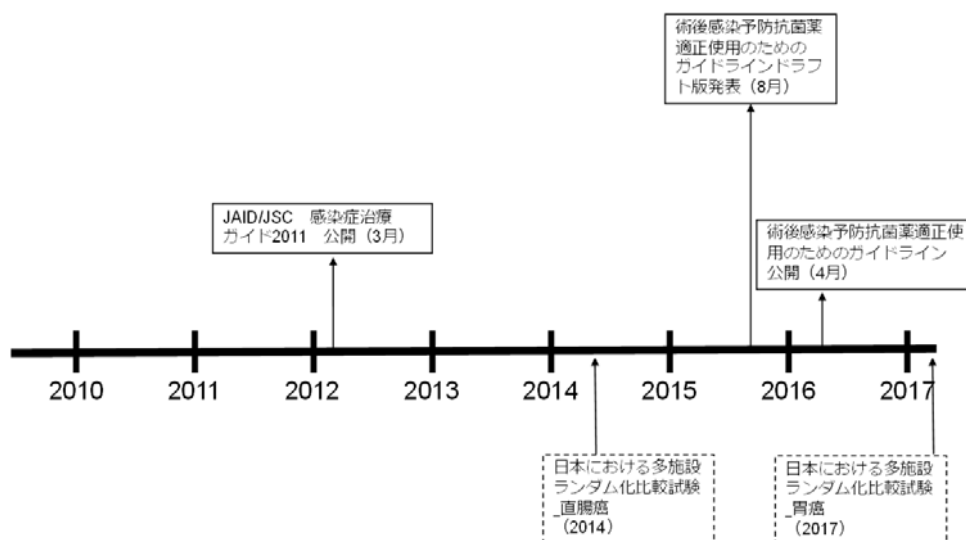 術後感染予防抗菌薬
適正使用のための
ガイドラインドラフ
ト版発表（8月）
JAID/JSC　感染症治療
ガイド2011　公開（3月）
術後感染予防抗菌薬適正使
用のためのガイドライン
公開（4月）
2010
2011
2012
2013
2014
2015
2016
2017
日本における多施設
ランダム化比較試験
_直腸癌
（2014）
日本における多施設
ランダム化比較試験
_胃癌
（2017）